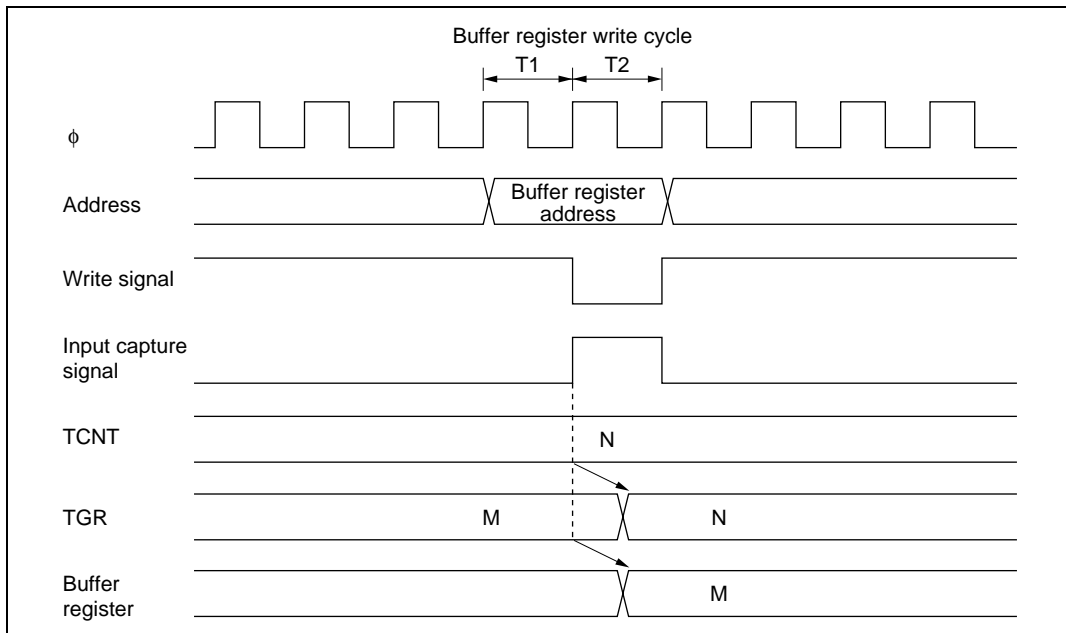 Buffer register write cycle
T1 T2
ϕ
Address
Buffer register
address
Write signal
Input capture
signal
TCNT
N
TGR
M N
Buffer
register
M